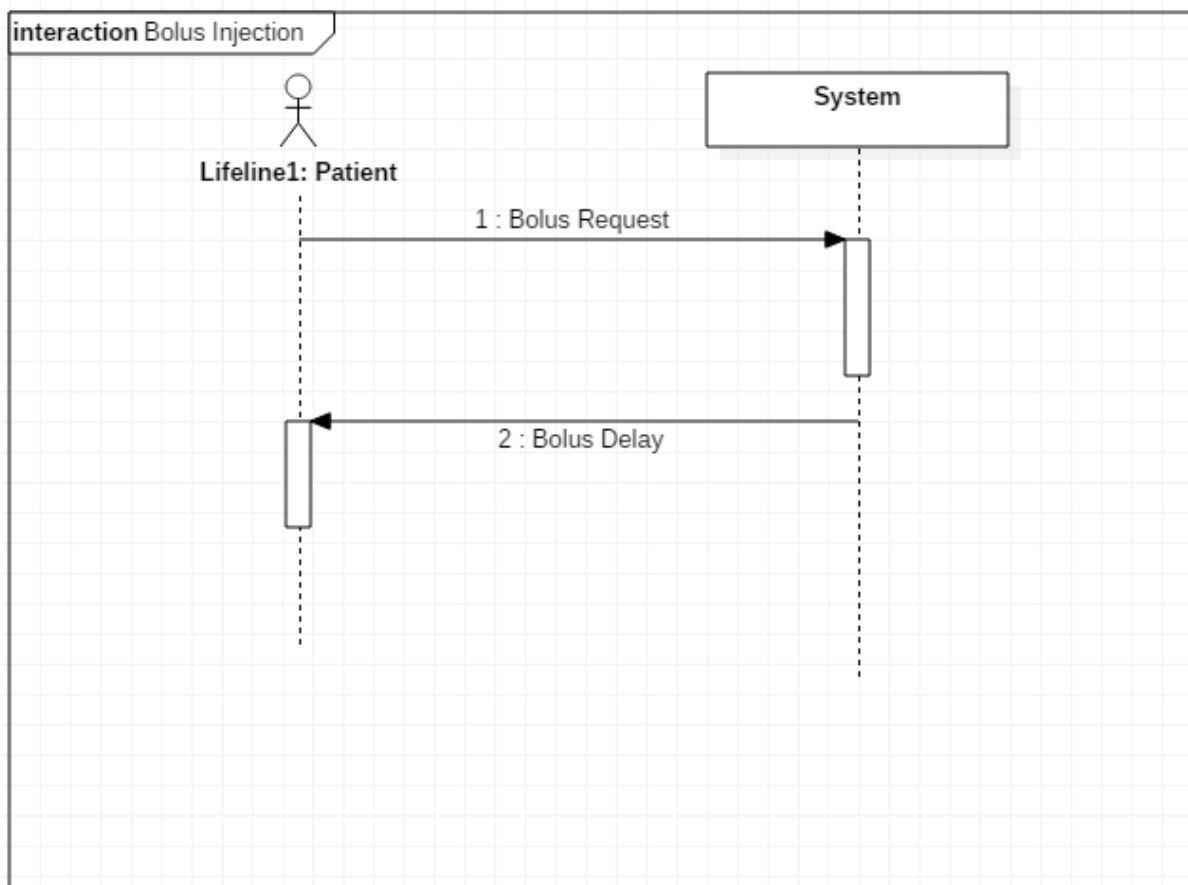 interaction Bolus Injection
System
Lifeline1: Patient
1 : Bolus Request
2 : Bolus Delay